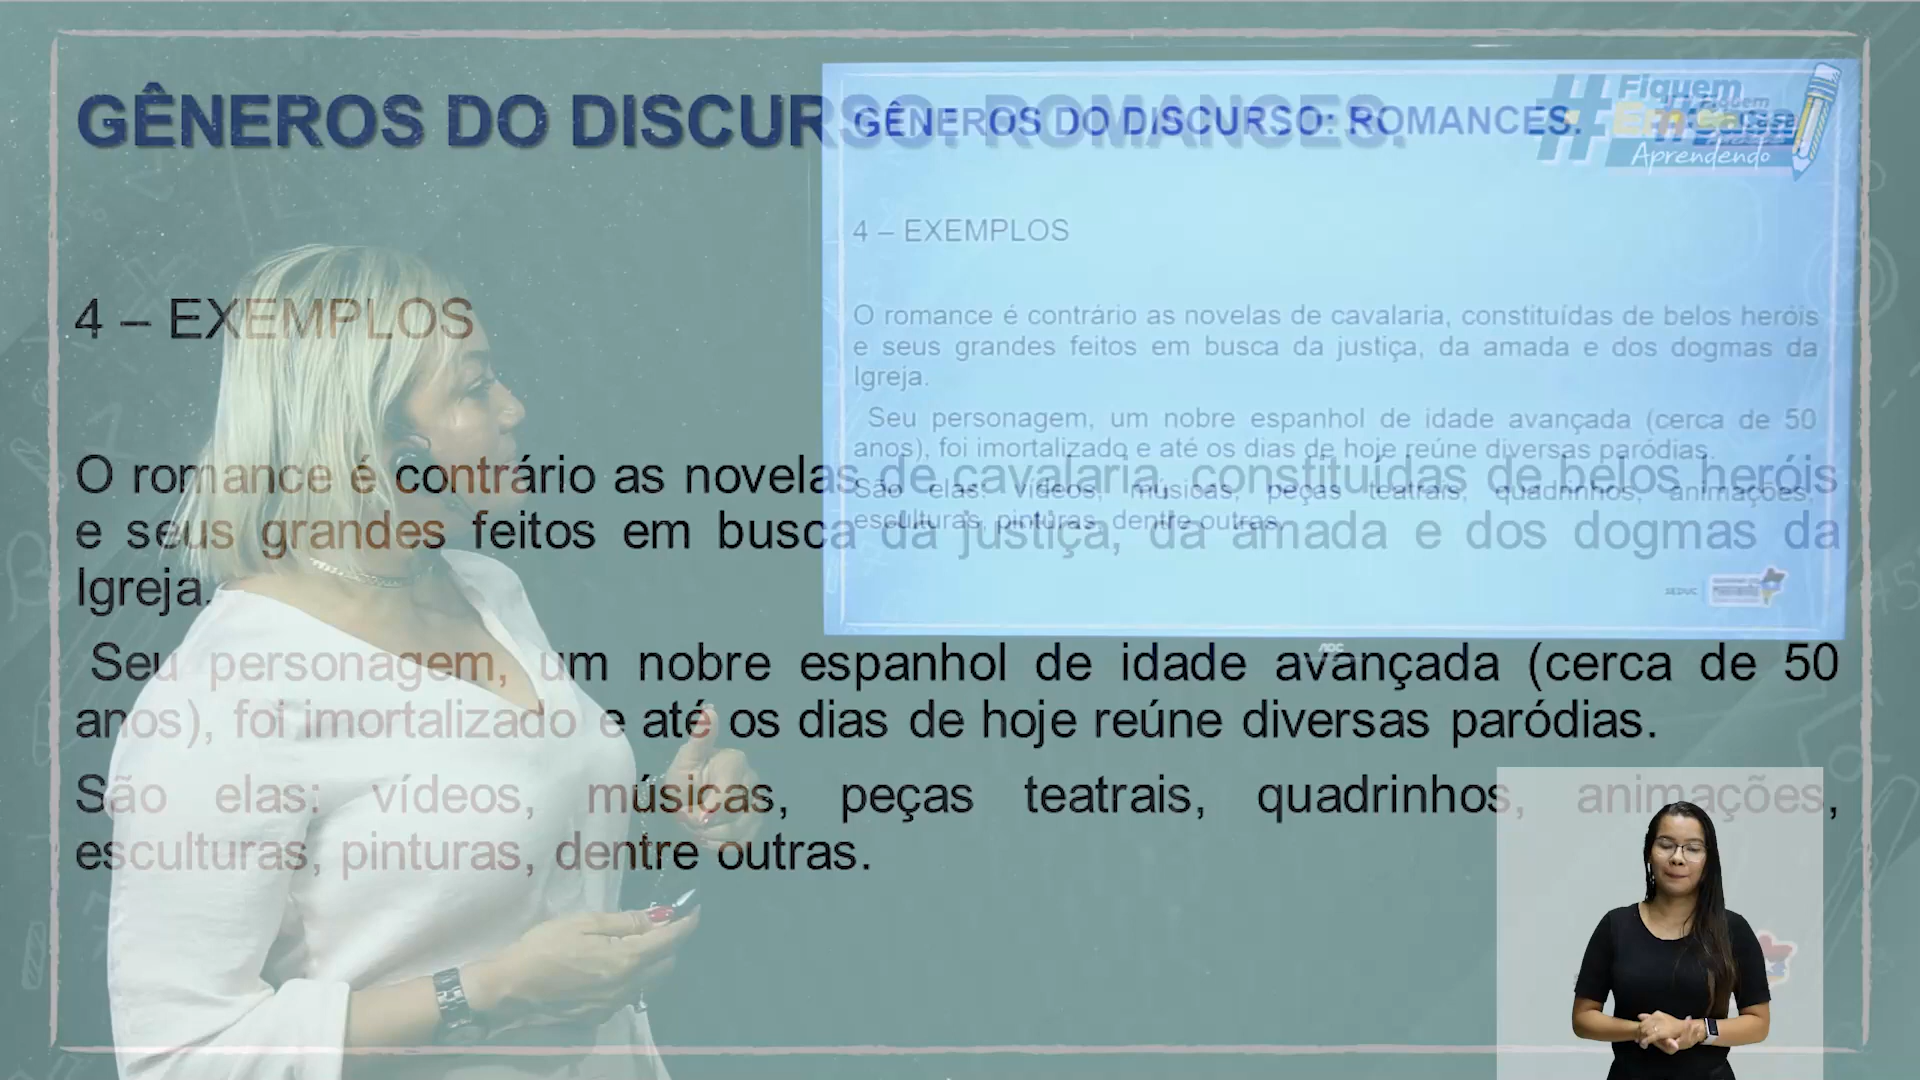 GÊNEROS DO DISCURSO: ROMANCES.
4 – EXEMPLOS
O romance é contrário as novelas de cavalaria, constituídas de belos heróis
e seus grandes feitos em busca da justiça, da amada e dos dogmas da
Igreja.
Seu personagem, um nobre espanhol de idade avançada (cerca de 50
anos), foi imortalizado e até os dias de hoje reúne diversas paródias.
São elas: vídeos, músicas, peças teatrais, quadrinhos, animações,
esculturas, pinturas, dentre outras.
GÊNEROS DO DISCURSO: ROMANCES.
#Fiquem
Em casa
Aprendendo
4 – EXEMPLOS
O romance é contrário as novelas de cavalaria, constituídas de belos heróis
e seus grandes feitos em busca da justiça, da amada e dos dogmas da
Igreja.
Seu personagem, um nobre espanhol de idade avançada (cerca de 50
anos), foi imortalizado e até os dias de hoje reúne diversas paródias.
São elas: vídeos, músicas, peças teatrais, quadrinhos, animações,
esculturas, pinturas, dentre outras.
SEDUC
AOC